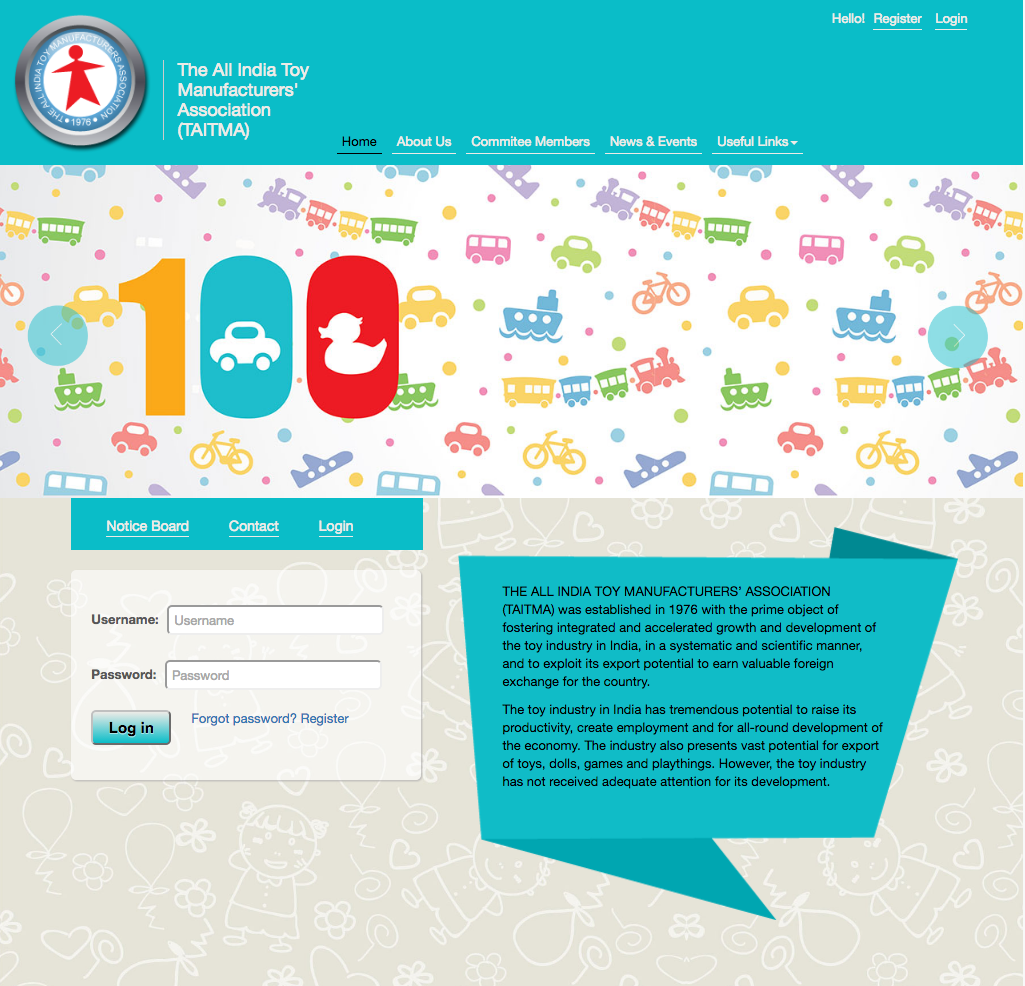 Hello! Register Login
THE ALL INDIA TOY MANUFACTURERS ASSOCIATION
• 1976 •
The All India Toy
Manufacturers'
Association
(TAITMA)
Home About Us Commitee Members News & Events Useful Links
100
Notice Board Contact Login
Username: Username
Password: Password
Log in Forgot password? Register
THE ALL INDIA TOY MANUFACTURERS’ ASSOCIATION
(TAITMA) was established in 1976 with the prime object of
fostering integrated and accelerated growth and development of
the toy industry in India, in a systematic and scientific manner,
and to exploit its export potential to earn valuable foreign
exchange for the country.
The toy industry in India has tremendous potential to raise its
productivity, create employment and for all-round development of
the economy. The industry also presents vast potential for export
of toys, dolls, games and playthings. However, the toy industry
has not received adequate attention for its development.